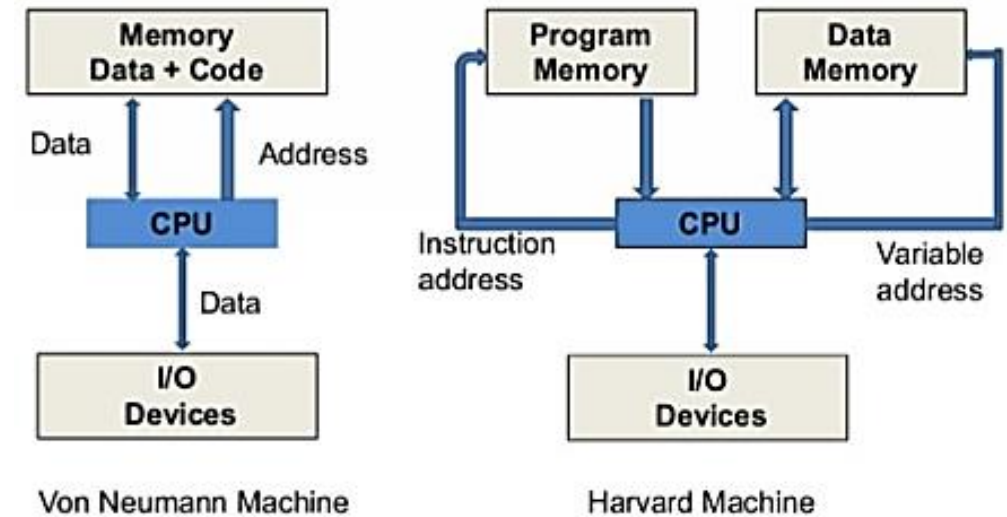 Memory
Data + Code
Data
Address
CPU
Data
I/O
Devices
Von Neumann Machine
Program
Memory
Data
Memory
CPU
Instruction
address
Variable
address
I/O
Devices
Harvard Machine